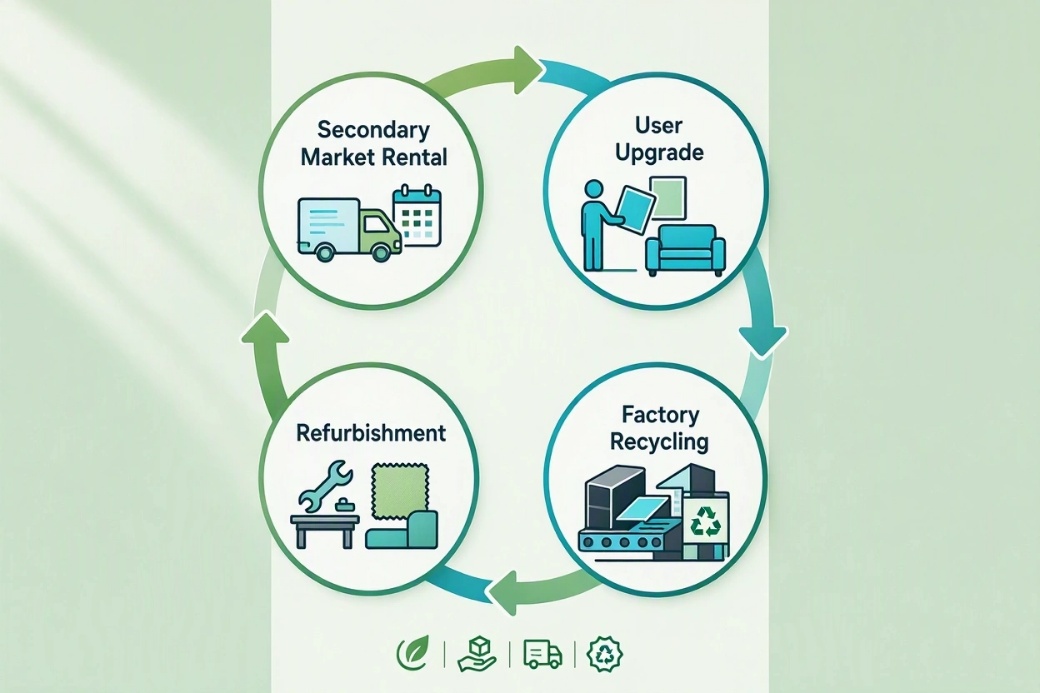 Secondary
Market Rental
User
Upgrade
Refurbishment
Factory
Recycling